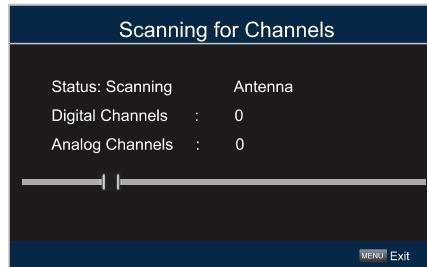 Scanning for Channels
Status: Scanning Antenna
Digital Channels : 0
Analog Channels : 0
MENU Exit